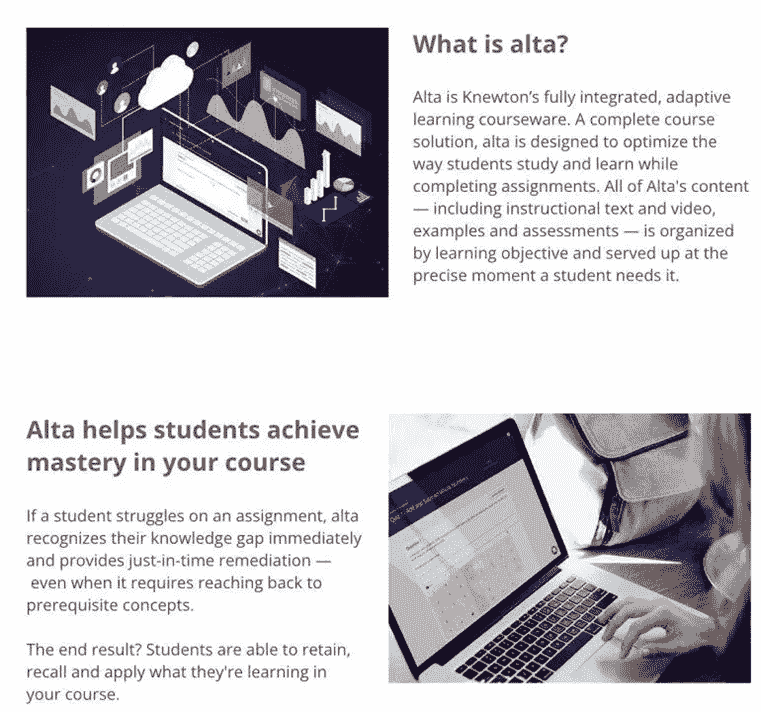 What is alta?
Alta is Knewton’s fully integrated, adaptive
learning courseware. A complete course
solution, alta is designed to optimize the
way students study and learn while
completing assignments. All of Alta's content
— including instructional text and video,
examples and assessments — is organized
by learning objective and served up at the
precise moment a student needs it.
Alta helps students achieve
mastery in your course
If a student struggles on an assignment, alta
recognizes their knowledge gap immediately
and provides just-in-time remediation —
even when it requires reaching back to
prerequisite concepts.
The end result? Students are able to retain,
recall and apply what they're learning in
your course.